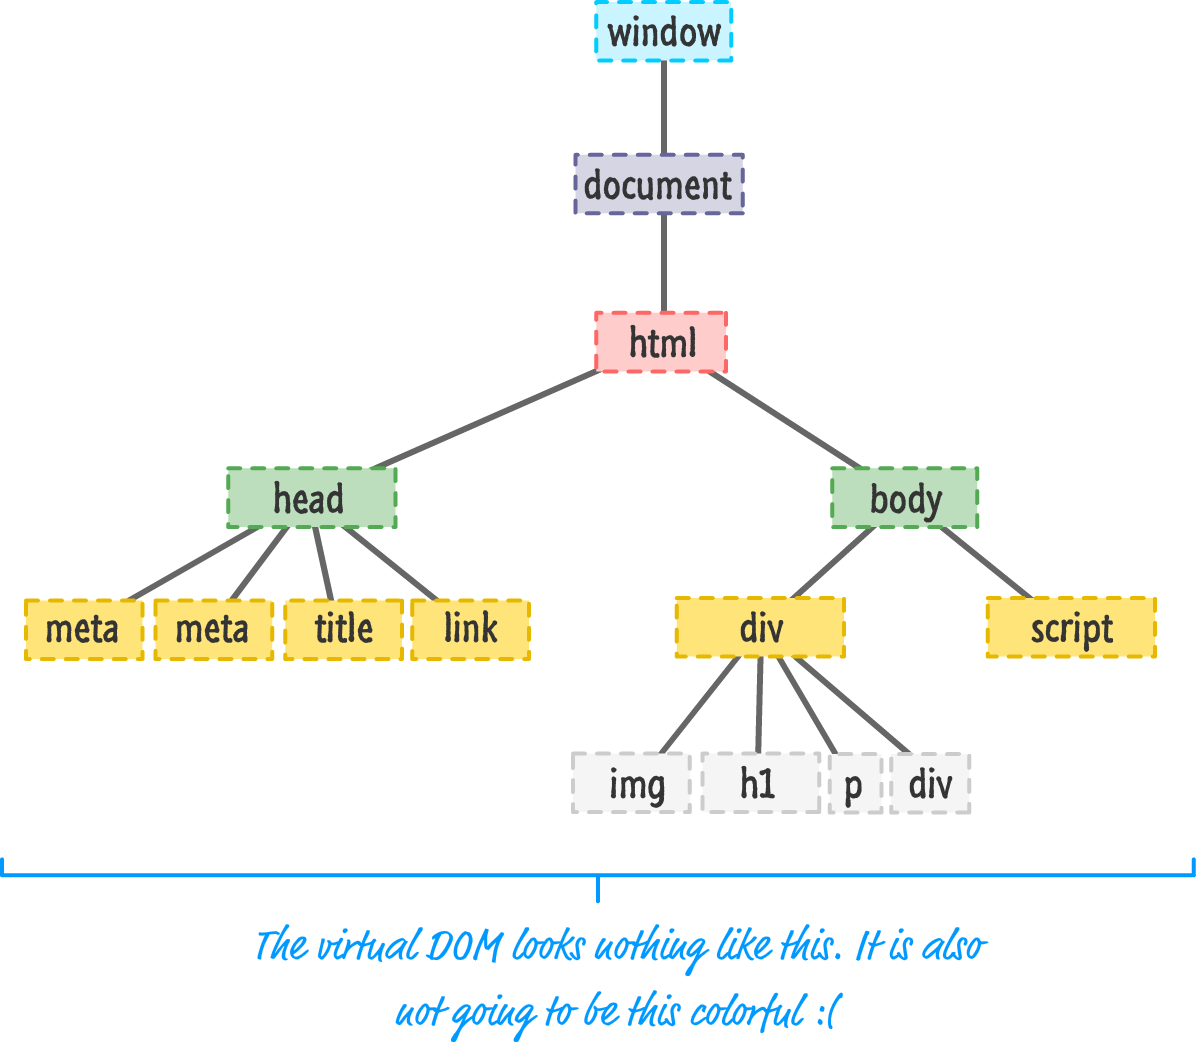 window
document
html
head
body
meta meta title link
div
script
img h1 p div
The virtual DOM looks nothing like this. It is also
not going to be this colorful :(